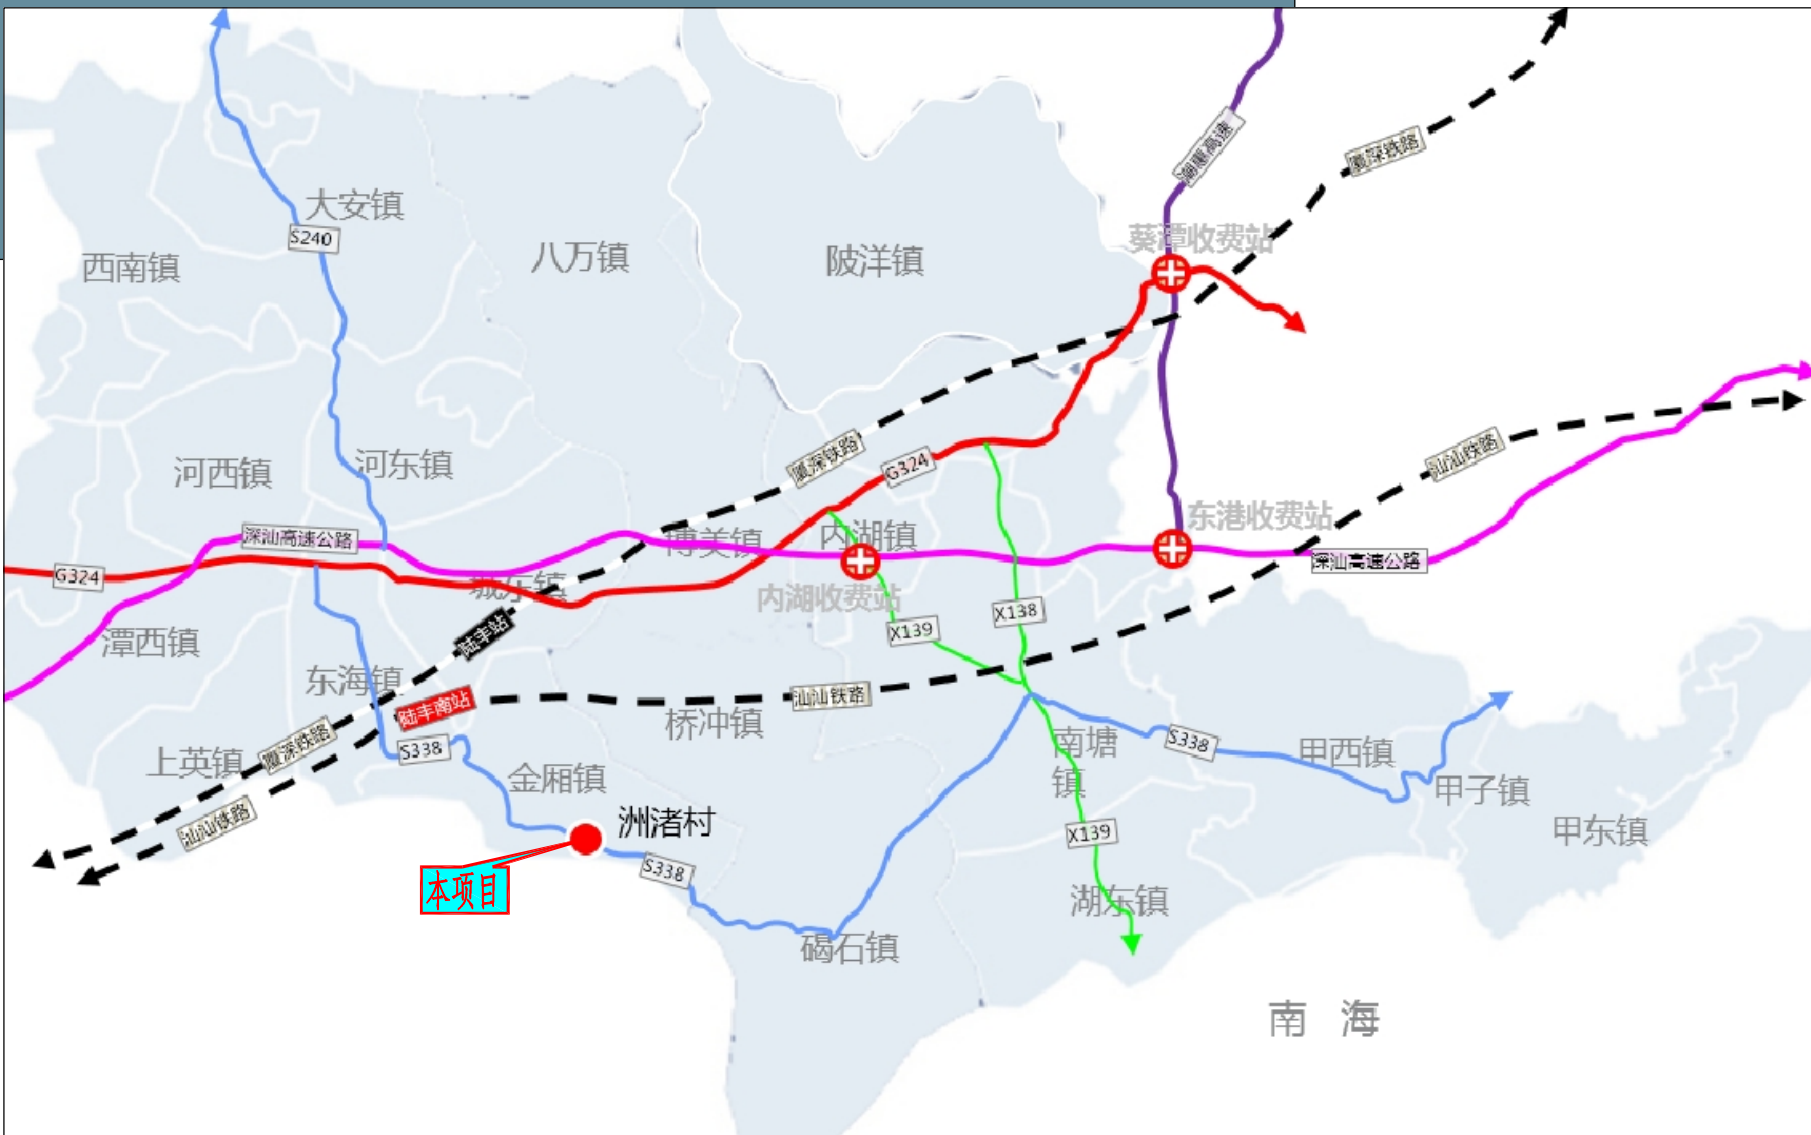 潮惠高速
厦深铁路
大安镇
S240
西南镇
八万镇
陂洋镇
葵潭收费站
河西镇
河东镇
厦深铁路
G324
汕汕铁路
东港收费站
深汕高速公路
博美镇
内湖镇
深汕高速公路
G324
城东镇
内湖收费站
X138
X139
陆丰站
潭西镇
东海镇
陆丰南站
汕汕铁路
桥冲镇
厦深铁路
S338
南塘
镇
S338
甲西镇
上英镇
金厢镇
甲子镇
汕汕铁路
洲渚村
X139
甲东镇
S338
本项目
湖东镇
碣石镇
南 海